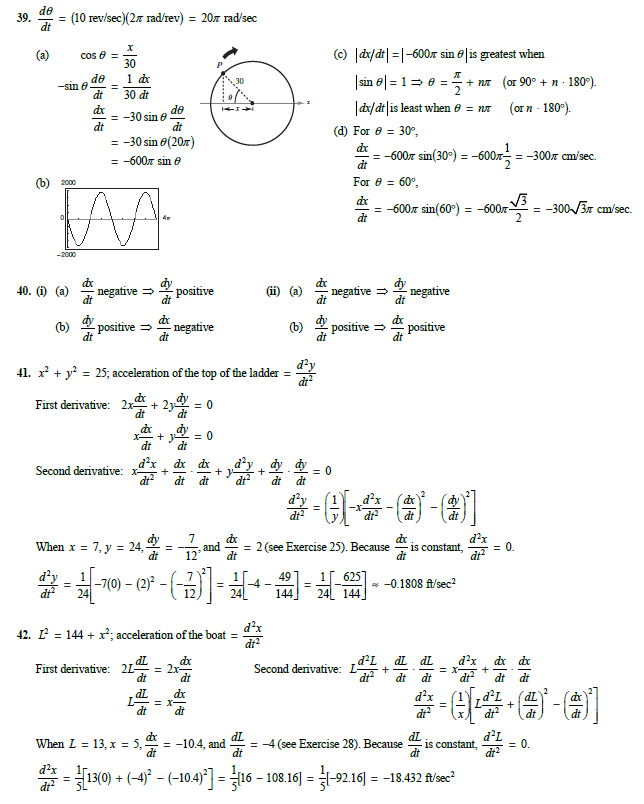 39. dθ/dt = (10 rev/sec)(2π rad/rev) = 20π rad/sec
(a) cos θ = x/30
−sin θ dθ/dt = 1/30 dx/dt
dx/dt = −30 sin θ dθ/dt
= −30 sin θ(20π)
= −600π sin θ
P
30
θ
x
x
(b) 2000
0
4π
−2000
(c) |dx/dt| = |−600π sin θ| is greatest when
|sin θ| = 1 ⇒ θ = π/2 + nπ (or 90° + n · 180°).
|dx/dt| is least when θ = nπ (or n · 180°).
(d) For θ = 30°,
dx/dt = −600π sin(30°) = −600π 1/2 = −300π cm/sec.
For θ = 60°,
dx/dt = −600π sin(60°) = −600π √3/2 = −300√3π cm/sec.
40. (i) (a) dx/dt negative ⇒ dy/dt positive
(b) dy/dt positive ⇒ dx/dt negative
(ii) (a) dx/dt negative ⇒ dy/dt negative
(b) dy/dt positive ⇒ dx/dt positive
41. x² + y² = 25; acceleration of the top of the ladder = d²y/dt²
First derivative: 2x dx/dt + 2y dy/dt = 0
x dx/dt + y dy/dt = 0
Second derivative: x d²x/dt² + dx/dt · dx/dt + y d²y/dt² + dy/dt · dy/dt = 0
d²y/dt² = (1/y)[−x d²x/dt² − (dx/dt)² − (dy/dt)²]
When x = 7, y = 24, dy/dt = −7/12, and dx/dt = 2 (see Exercise 25). Because dx/dt is constant, d²x/dt² = 0.
d²y/dt² = 1/24[−7(0) − (2)² − (−7/12)²] = 1/24[−4 − 49/144] = 1/24[−625/144] ≈ −0.1808 ft/sec²
42. L² = 144 + x²; acceleration of the boat = d²x/dt²
First derivative: 2L dL/dt = 2x dx/dt
L dL/dt = x dx/dt
Second derivative: L d²L/dt² + dL/dt · dL/dt = x d²x/dt² + dx/dt · dx/dt
d²x/dt² = (1/x)[L d²L/dt² + (dL/dt)² − (dx/dt)²]
When L = 13, x = 5, dx/dt = −10.4, and dL/dt = −4 (see Exercise 28). Because dL/dt is constant, d²L/dt² = 0.
d²x/dt² = 1/5[13(0) + (−4)² − (−10.4)²] = 1/5[16 − 108.16] = 1/5[−92.16] = −18.432 ft/sec²